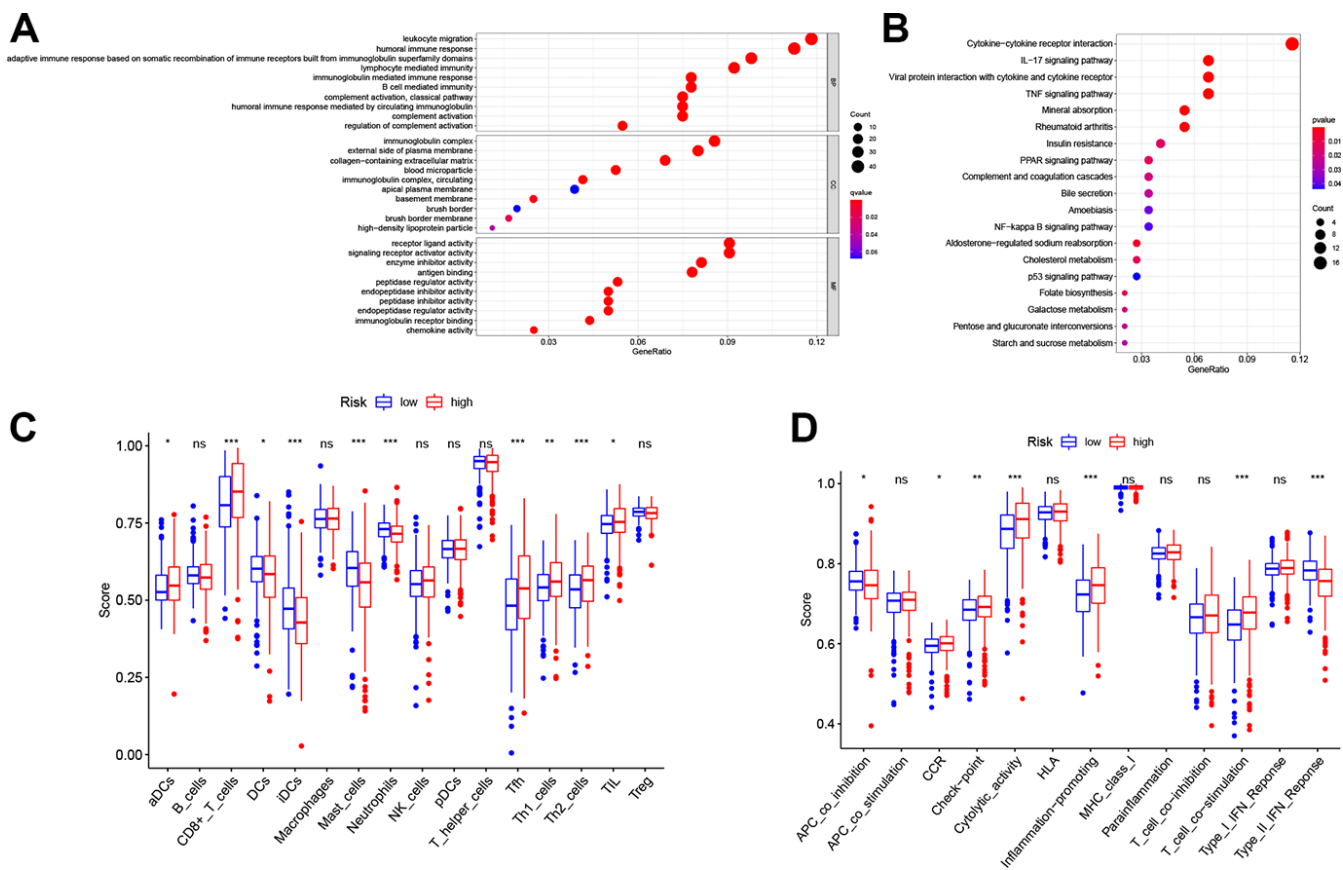 A
leukocyte migration
humoral immune response
adaptive immune response based on somatic recombination of immune receptors built from immunoglobulin superfamily domains
lymphocyte mediated immunity
immunoglobulin mediated immune response
B cell mediated immunity
complement activation, classical pathway
humoral immune response mediated by circulating immunoglobulin
complement activation
regulation of complement activation
BP
immunoglobulin complex
external side of plasma membrane
collagen-containing extracellular matrix
blood microparticle
immunoglobulin complex, circulating
apical plasma membrane
basement membrane
brush border
brush border membrane
high-density lipoprotein particle
CC
receptor ligand activity
signaling receptor activator activity
enzyme inhibitor activity
antigen binding
peptidase regulator activity
endopeptidase inhibitor activity
peptidase inhibitor activity
endopeptidase regulator activity
immunoglobulin receptor binding
chemokine activity
MF
0.03 0.06 0.09 0.12
GeneRatio
Count
10
20
30
40
qvalue
0.02
0.04
0.06
B
Cytokine-cytokine receptor interaction
IL-17 signaling pathway
Viral protein interaction with cytokine and cytokine receptor
TNF signaling pathway
Mineral absorption
Rheumatoid arthritis
Insulin resistance
PPAR signaling pathway
Complement and coagulation cascades
Bile secretion
Amoebiasis
NF-kappa B signaling pathway
Aldosterone-regulated sodium reabsorption
Cholesterol metabolism
p53 signaling pathway
Folate biosynthesis
Galactose metabolism
Pentose and glucuronate interconversions
Starch and sucrose metabolism
0.04 0.06 0.08 0.10 0.12
GeneRatio
pvalue
0.01
0.02
0.03
0.04
Count
4
8
12
16
C
Risk low high
* ns *** * *** ns *** *** ns ns ns *** ** *** * ns
1.00
0.75
0.50
0.25
0.00
Score
aDCs
B_cells
CD8+_T_cells
DCs
iDCs
Macrophages
Mast_cells
Neutrophils
NK_cells
pDCs
T_helper_cells
Tfh
Th1_cells
Th2_cells
TIL
Treg
D
Risk low high
* ns * ** *** ns *** ns ns ns *** ns ***
1.0
0.8
0.6
0.4
Score
APC_co_inhibition
APC_co_stimulation
CCR
Check-point
Cytolytic_activity
HLA
Inflammation-promoting
MHC_class_I
Parainflammation
T_cell_co-inhibition
T_cell_co-stimulation
Type_I_IFN_Reponse
Type_II_IFN_Reponse